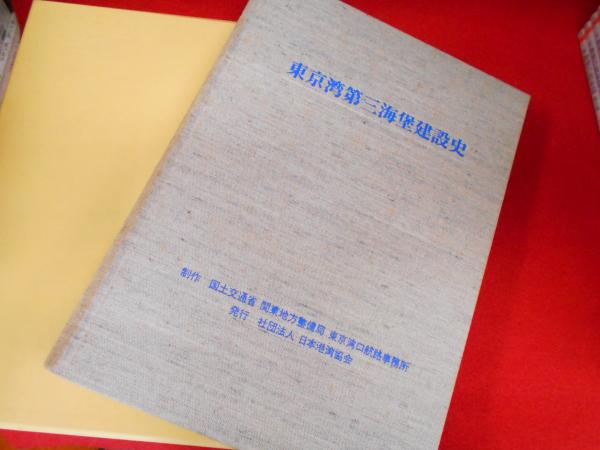 東京湾第三海堡建設史
制作 国土交通省 関東地方整備局 東京湾口航路事務所
発行 社団法人 日本港湾協会